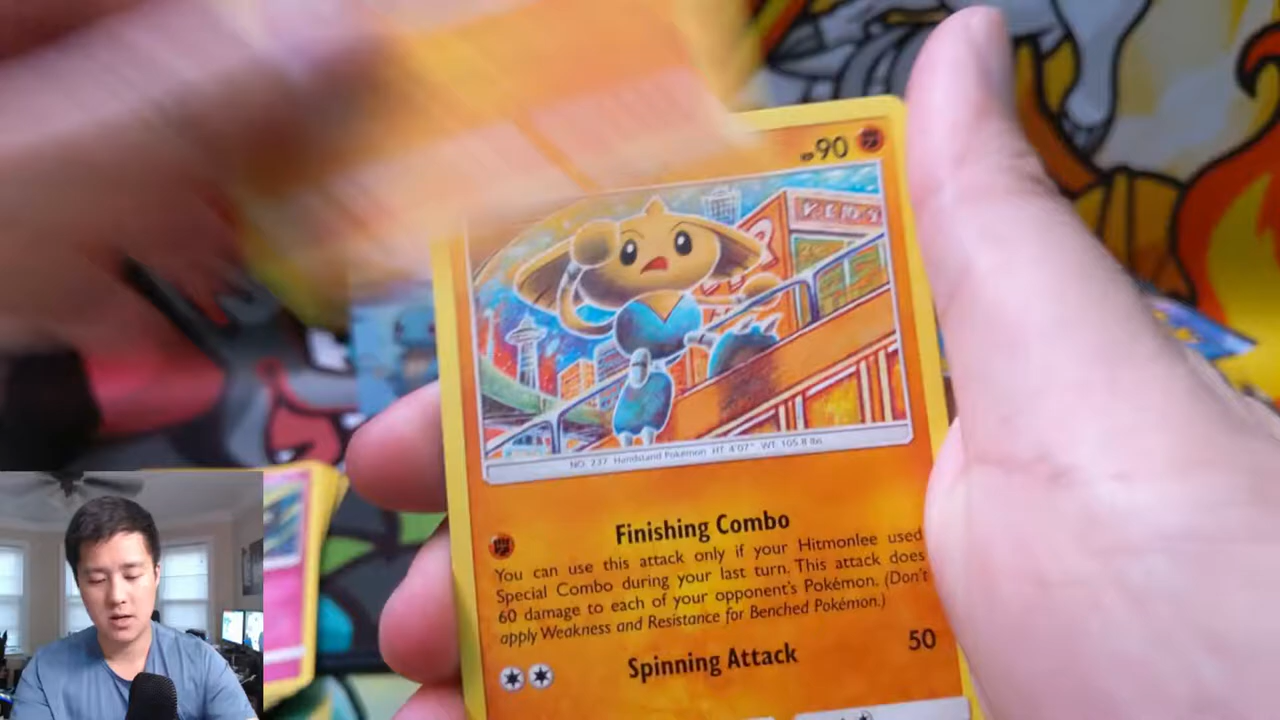 HP90
NO. 237 Handstand Pokémon HT: 4'07" WT: 105.8 lbs.
Finishing Combo
You can use this attack only if your Hitmonlee used
Special Combo during your last turn. This attack does
60 damage to each of your opponent's Pokémon. (Don't
apply Weakness and Resistance for Benched Pokémon.)
Spinning Attack 50